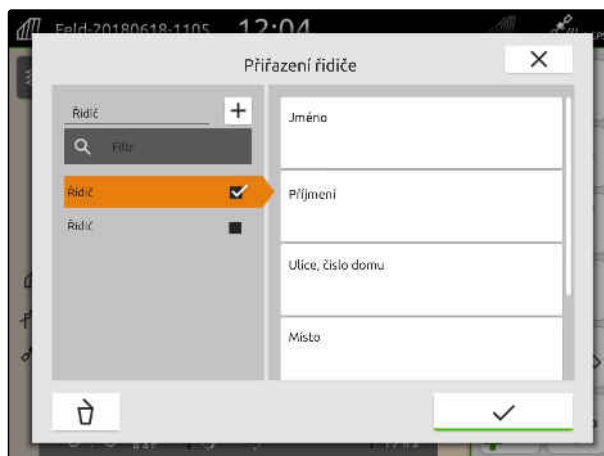 Feld-20180618-1105 12:04
Přiřazení řidiče
Řidič
Filtr
Řidič
Řidič
Jméno
Příjmení
Ulice, číslo domu
Místo